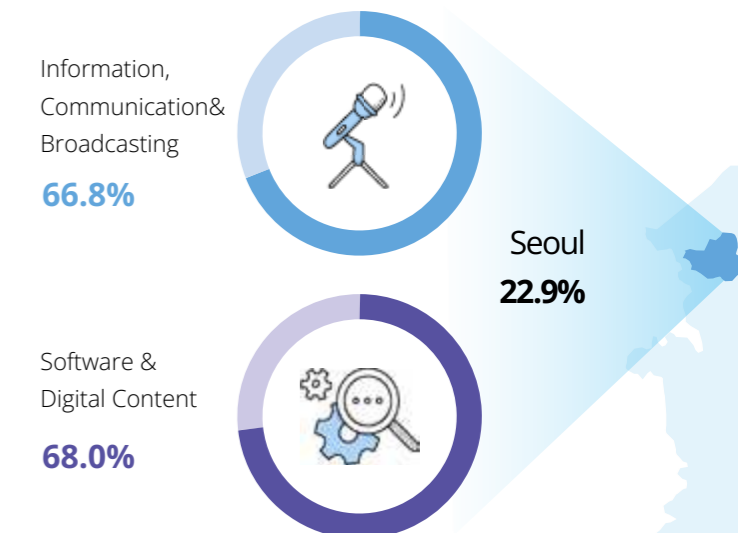 Information,
Communication&
Broadcasting
66.8%
Seoul
22.9%
Software &
Digital Content
68.0%